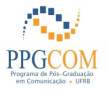 PPGCOM
Programa de Pós-Graduação
em Comunicação • UFRB